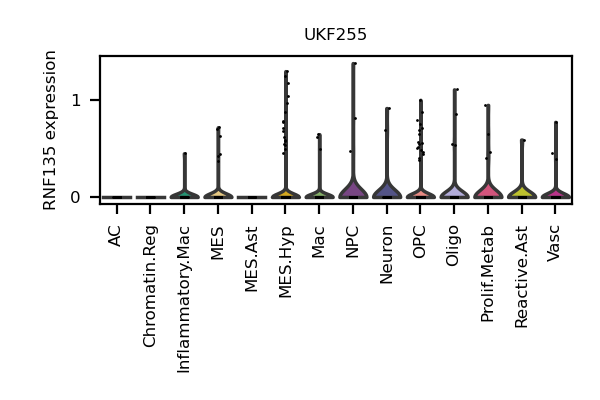 UKF255
RNF135 expression
1
0
AC
Chromatin.Reg
Inflammatory.Mac
MES
MES.Ast
MES.Hyp
Mac
NPC
Neuron
OPC
Oligo
Prolif.Metab
Reactive.Ast
Vasc